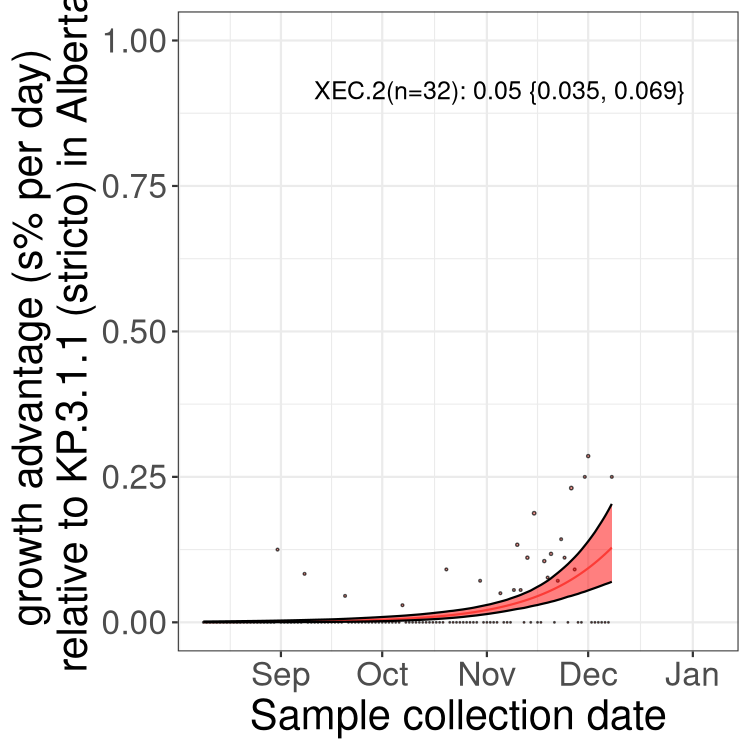 growth advantage (s% per day)
relative to KP.3.1.1 (stricto) in Alberta
1.00
0.75
0.50
0.25
0.00
XEC.2(n=32): 0.05 {0.035, 0.069}
Sep Oct Nov Dec Jan
Sample collection date